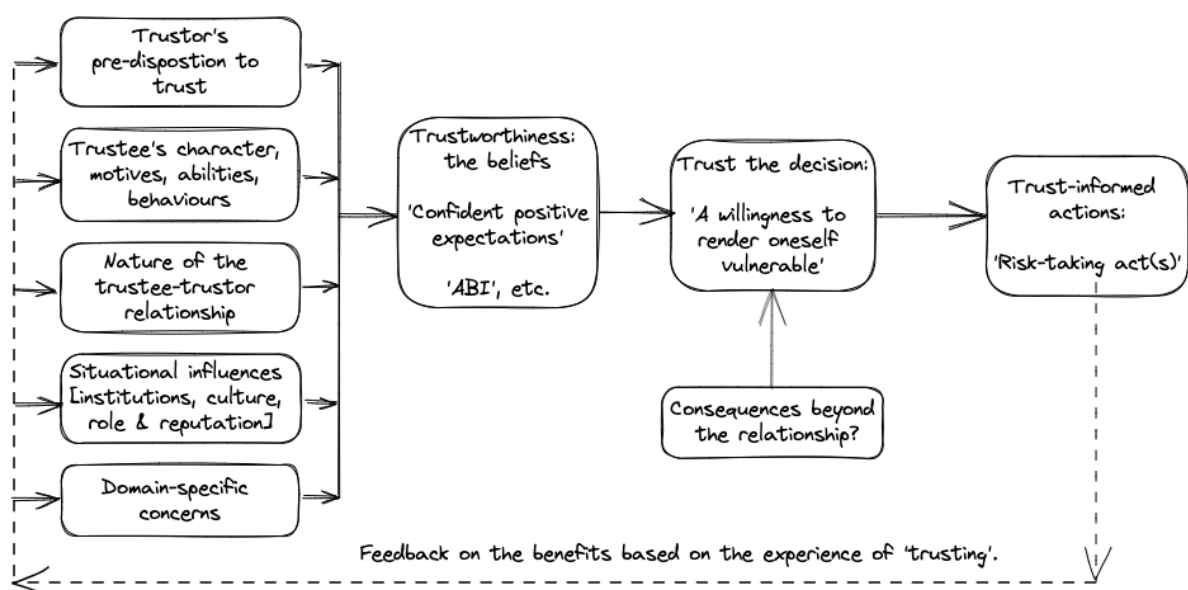 Trustor's
pre-dispostion to
trust
Trustee's character,
motives, abilities,
behaviours
Nature of the
trustee-trustor
relationship
Situational influences
[institutions, culture,
role & reputation]
Domain-specific
concerns
Trustworthiness:
the beliefs
'Confident positive
expectations'
'ABI', etc.
Trust the decision:
'A willingness to
render oneself
vulnerable'
Consequences beyond
the relationship?
Trust-informed
actions:
'Risk-taking act(s)'
Feedback on the benefits based on the experience of 'trusting'.